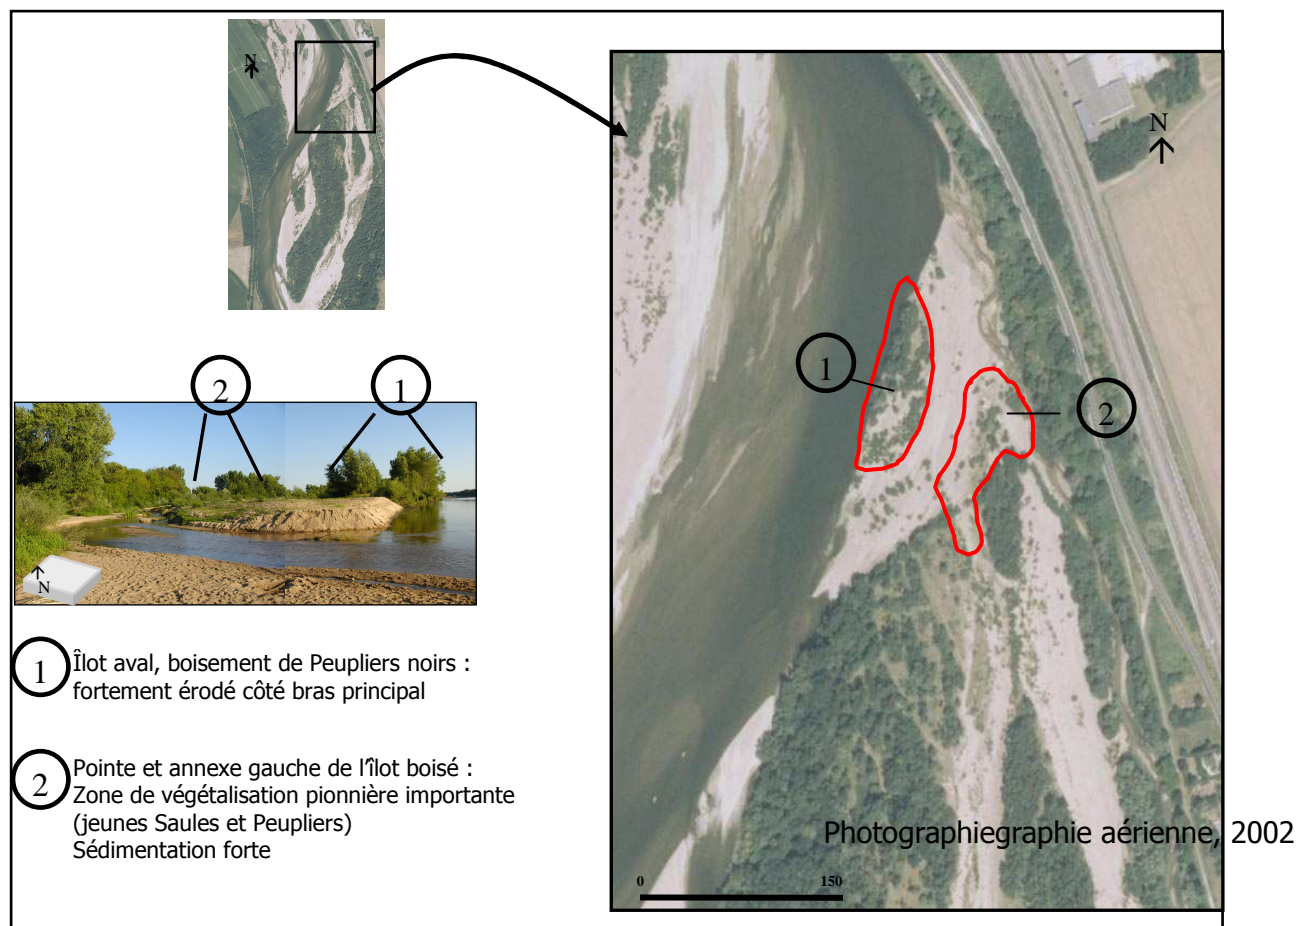 N
N
2
1
1
2
N
1
Îlot aval, boisement de Peupliers noirs :
fortement érodé côté bras principal
2
Pointe et annexe gauche de l'îlot boisé :
Zone de végétalisation pionnière importante
(jeunes Saules et Peupliers)
Sédimentation forte
Photographiegraphie aérienne, 2002
0 150